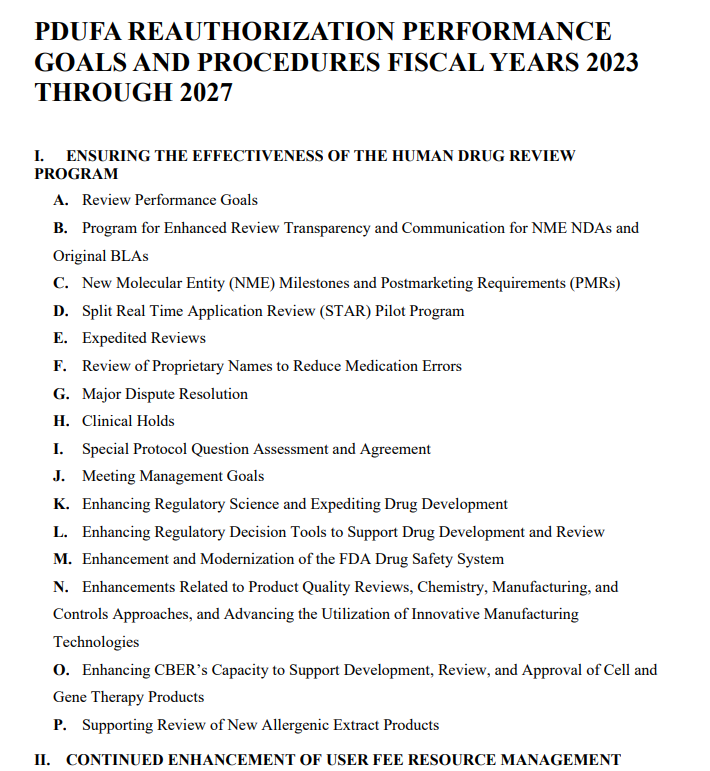 PDUFA REAUTHORIZATION PERFORMANCE
GOALS AND PROCEDURES FISCAL YEARS 2023
THROUGH 2027
I. ENSURING THE EFFECTIVENESS OF THE HUMAN DRUG REVIEW
PROGRAM
A. Review Performance Goals
B. Program for Enhanced Review Transparency and Communication for NME NDAs and
Original BLAs
C. New Molecular Entity (NME) Milestones and Postmarketing Requirements (PMRs)
D. Split Real Time Application Review (STAR) Pilot Program
E. Expedited Reviews
F. Review of Proprietary Names to Reduce Medication Errors
G. Major Dispute Resolution
H. Clinical Holds
I. Special Protocol Question Assessment and Agreement
J. Meeting Management Goals
K. Enhancing Regulatory Science and Expediting Drug Development
L. Enhancing Regulatory Decision Tools to Support Drug Development and Review
M. Enhancement and Modernization of the FDA Drug Safety System
N. Enhancements Related to Product Quality Reviews, Chemistry, Manufacturing, and
Controls Approaches, and Advancing the Utilization of Innovative Manufacturing
Technologies
O. Enhancing CBER’s Capacity to Support Development, Review, and Approval of Cell and
Gene Therapy Products
P. Supporting Review of New Allergenic Extract Products
II. CONTINUED ENHANCEMENT OF USER FEE RESOURCE MANAGEMENT